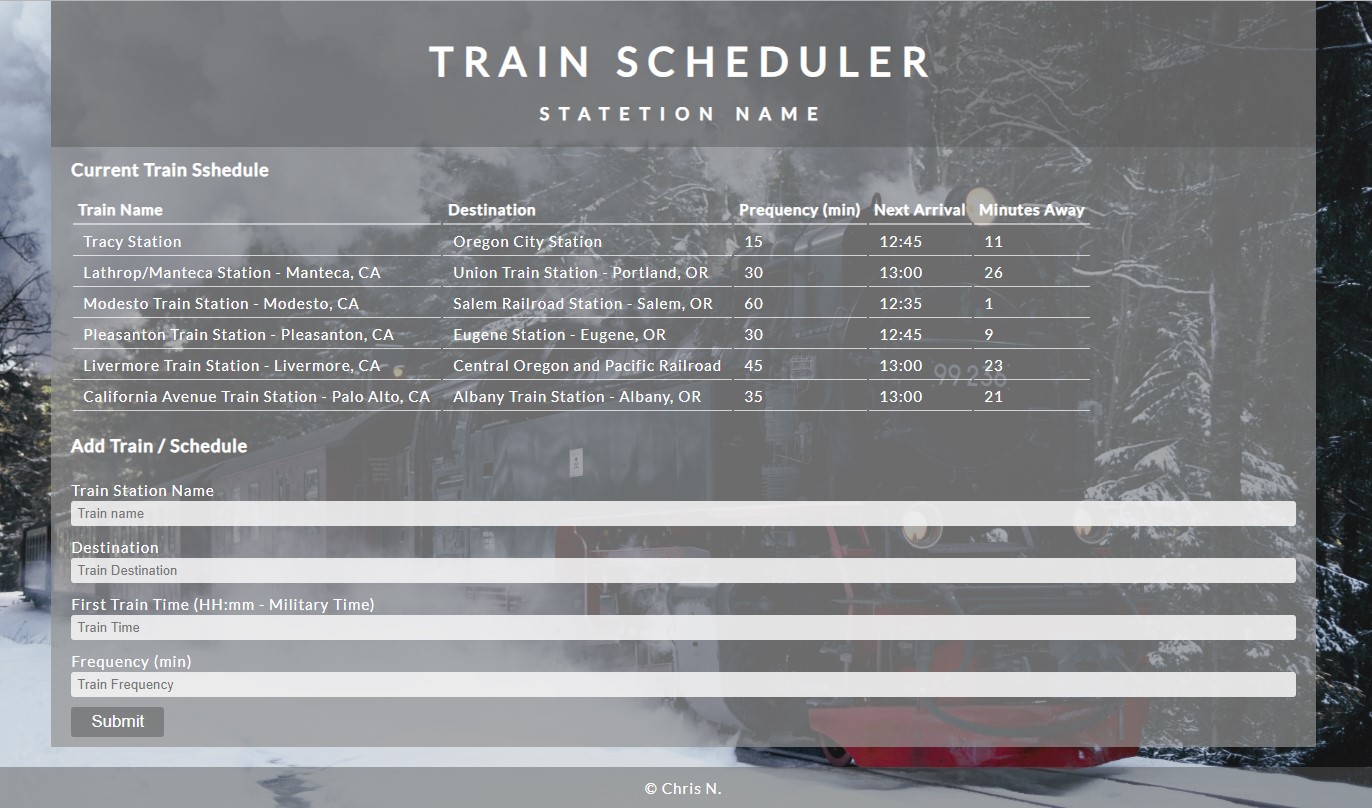 TRAIN SCHEDULER
STATETION NAME
Current Train Sshedule
Train Name Destination Prequency (min) Next Arrival Minutes Away
Tracy Station Oregon City Station 15 12:45 11
Lathrop/Manteca Station - Manteca, CA Union Train Station - Portland, OR 30 13:00 26
Modesto Train Station - Modesto, CA Salem Railroad Station - Salem, OR 60 12:35 1
Pleasanton Train Station - Pleasanton, CA Eugene Station - Eugene, OR 30 12:45 9
Livermore Train Station - Livermore, CA Central Oregon and Pacific Railroad 45 13:00 23
99 236
California Avenue Train Station - Palo Alto, CA Albany Train Station - Albany, OR 35 13:00 21
Add Train / Schedule
Train Station Name
Train name
Destination
Train Destination
First Train Time (HH:mm - Military Time)
Train Time
Frequency (min)
Train Frequency
Submit
© Chris N.